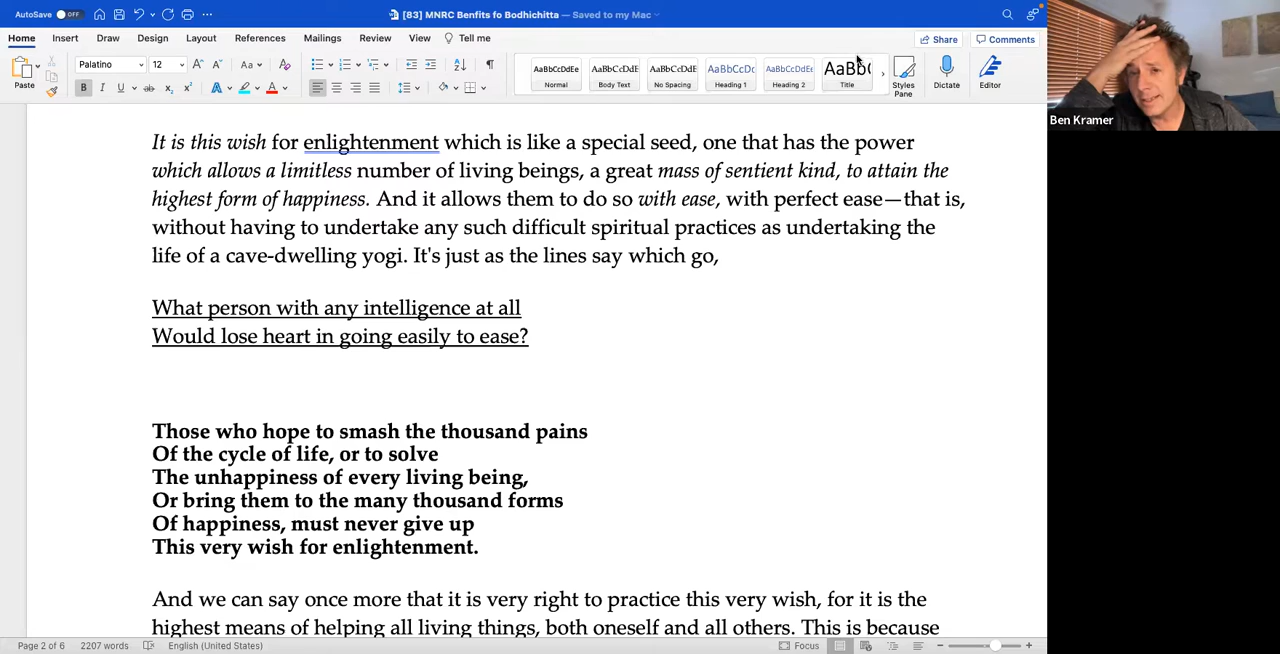 AutoSave OFF [83] MNRC Benfits fo Bodhichitta — Saved to my Mac
Home Insert Draw Design Layout References Mailings Review View Tell me Share Comments
Paste Palatino 12 A A Aa A
B I U ab x₂ x² A A
AaBbCcDdEe AaBbCcDdE AaBbCcDdE AaBbCcDc AaBbCcDdEe AaBb(
Normal Body Text No Spacing Heading 1 Heading 2 Title
Styles Pane Dictate Editor
Ben Kramer
It is this wish for enlightenment which is like a special seed, one that has the power
which allows a limitless number of living beings, a great mass of sentient kind, to attain the
highest form of happiness. And it allows them to do so with ease, with perfect ease—that is,
without having to undertake any such difficult spiritual practices as undertaking the
life of a cave-dwelling yogi. It's just as the lines say which go,
What person with any intelligence at all
Would lose heart in going easily to ease?
Those who hope to smash the thousand pains
Of the cycle of life, or to solve
The unhappiness of every living being,
Or bring them to the many thousand forms
Of happiness, must never give up
This very wish for enlightenment.
And we can say once more that it is very right to practice this very wish, for it is the
highest means of helping all living things, both oneself and all others. This is because
Page 2 of 6 2207 words English (United States) Focus